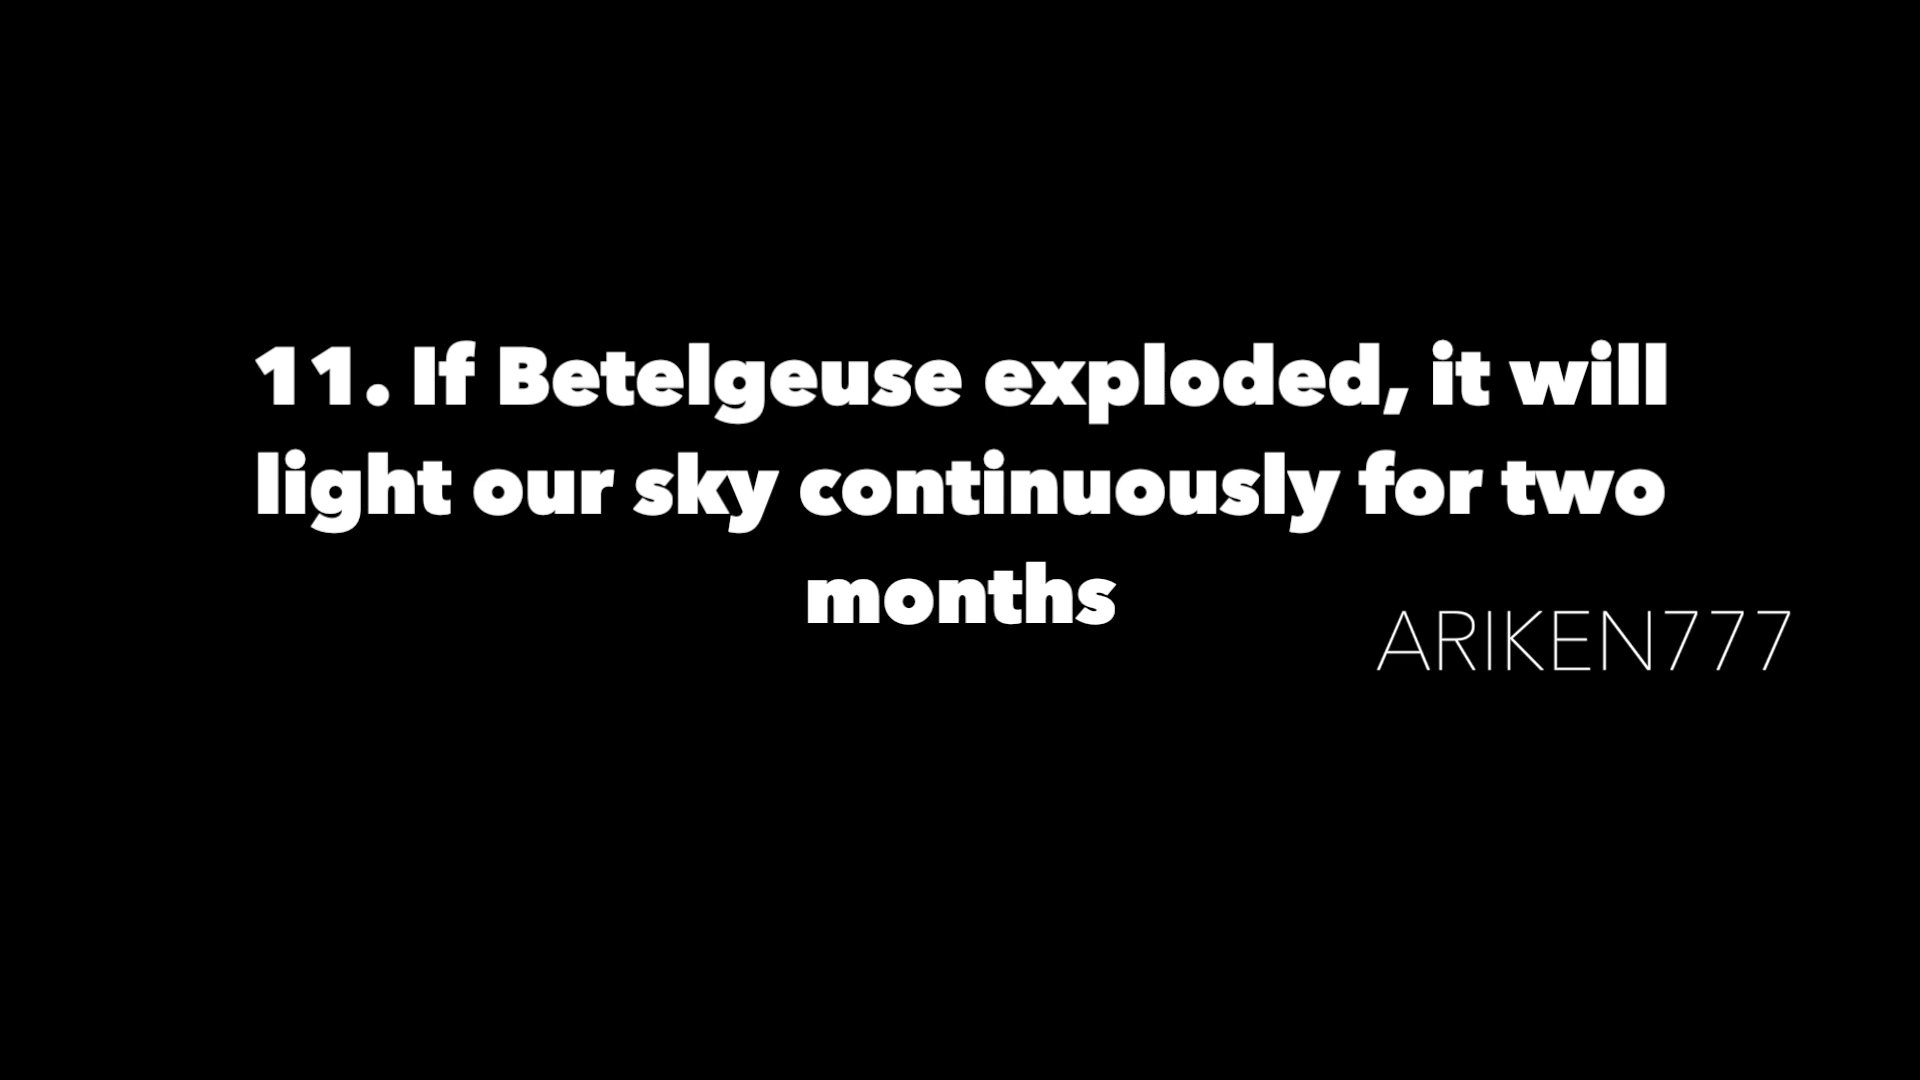 11. If Betelgeuse exploded, it will
light our sky continuously for two
months
ARIKEN777